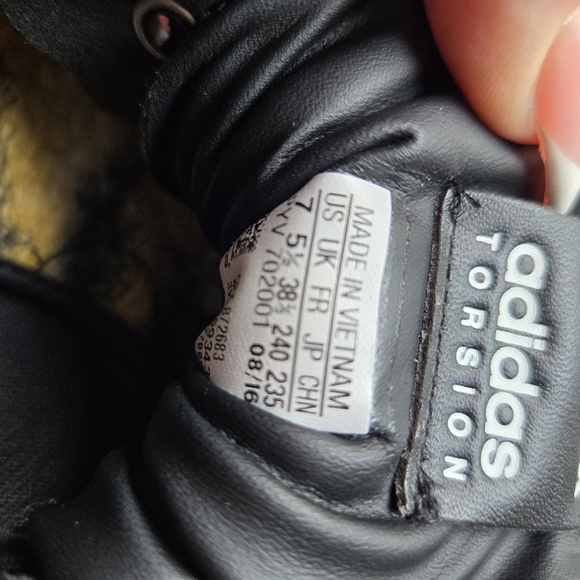 MADE IN VIETNAM
US UK FR JP CHN
7 5½ 38⅔ 240 235
YYV 702001 08/16
adidas
TORSION